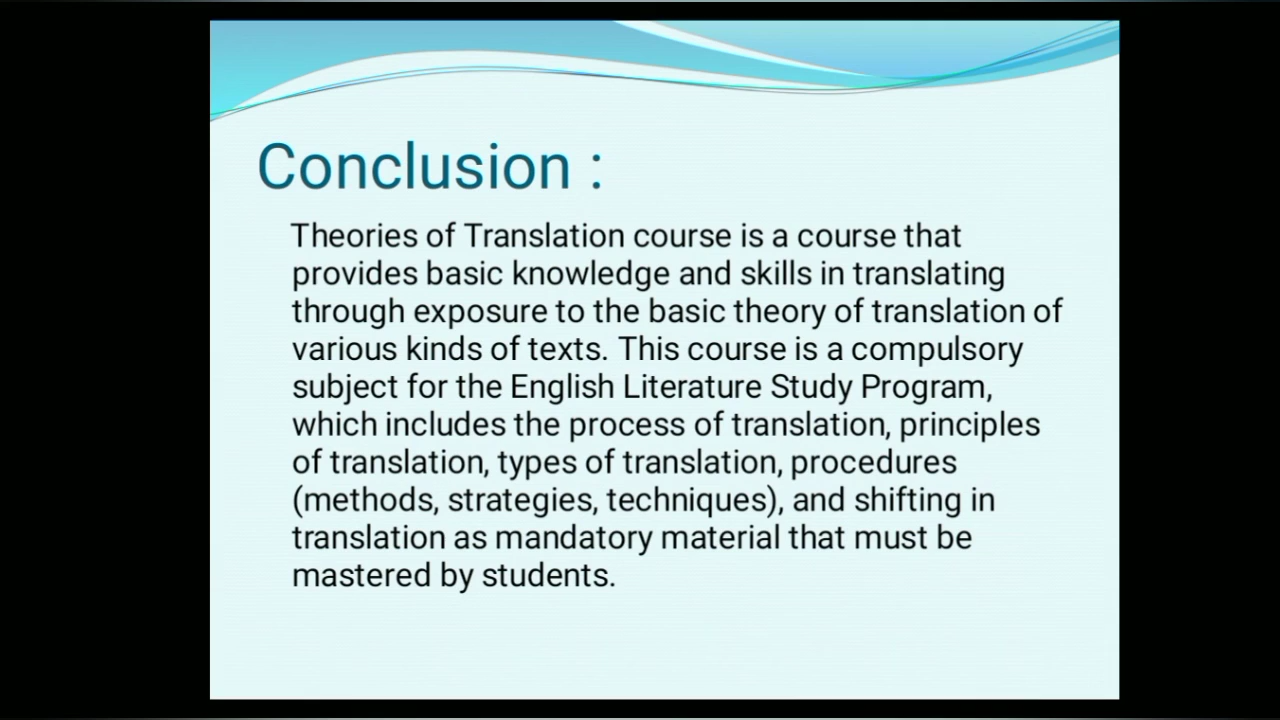 Conclusion :
Theories of Translation course is a course that
provides basic knowledge and skills in translating
through exposure to the basic theory of translation of
various kinds of texts. This course is a compulsory
subject for the English Literature Study Program,
which includes the process of translation, principles
of translation, types of translation, procedures
(methods, strategies, techniques), and shifting in
translation as mandatory material that must be
mastered by students.